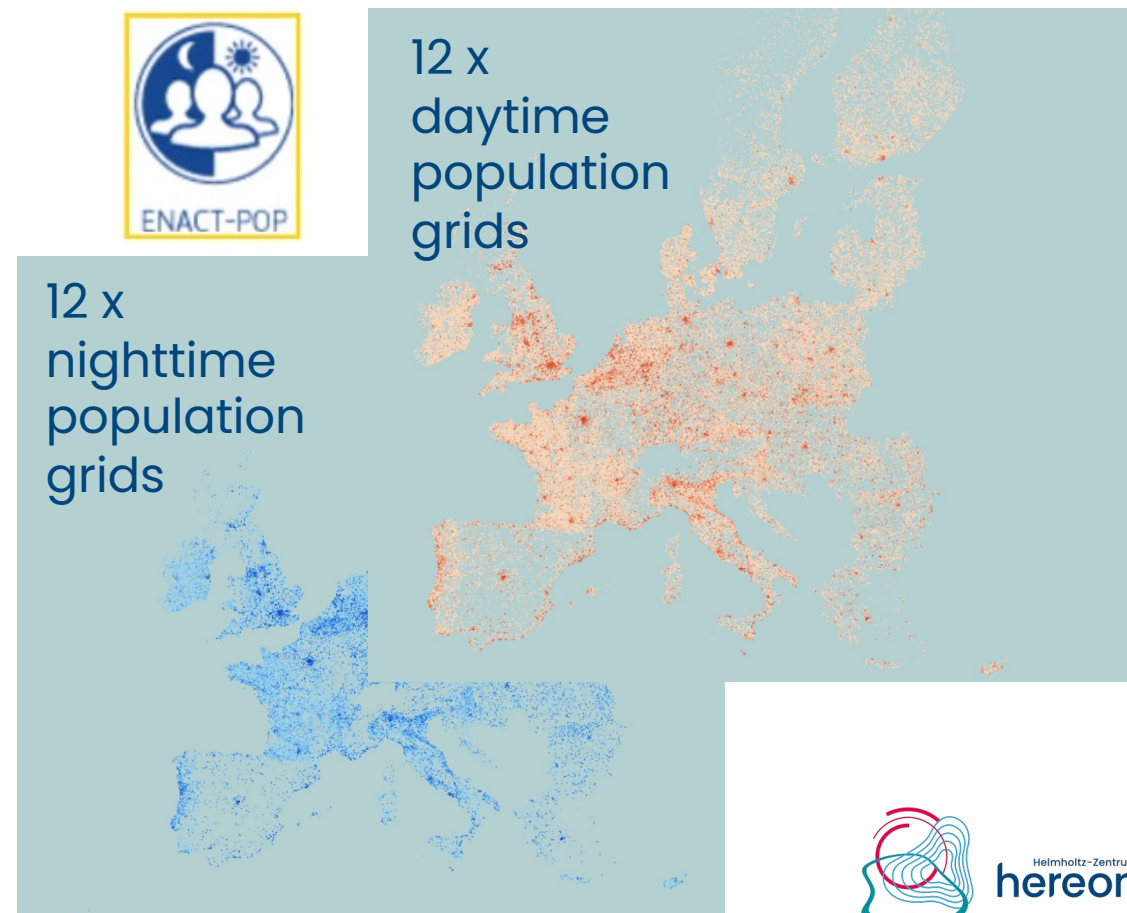 ENACT-POP
12 x
daytime
population
grids
12 x
nighttime
population
grids
Helmholtz-Zentru
hereon